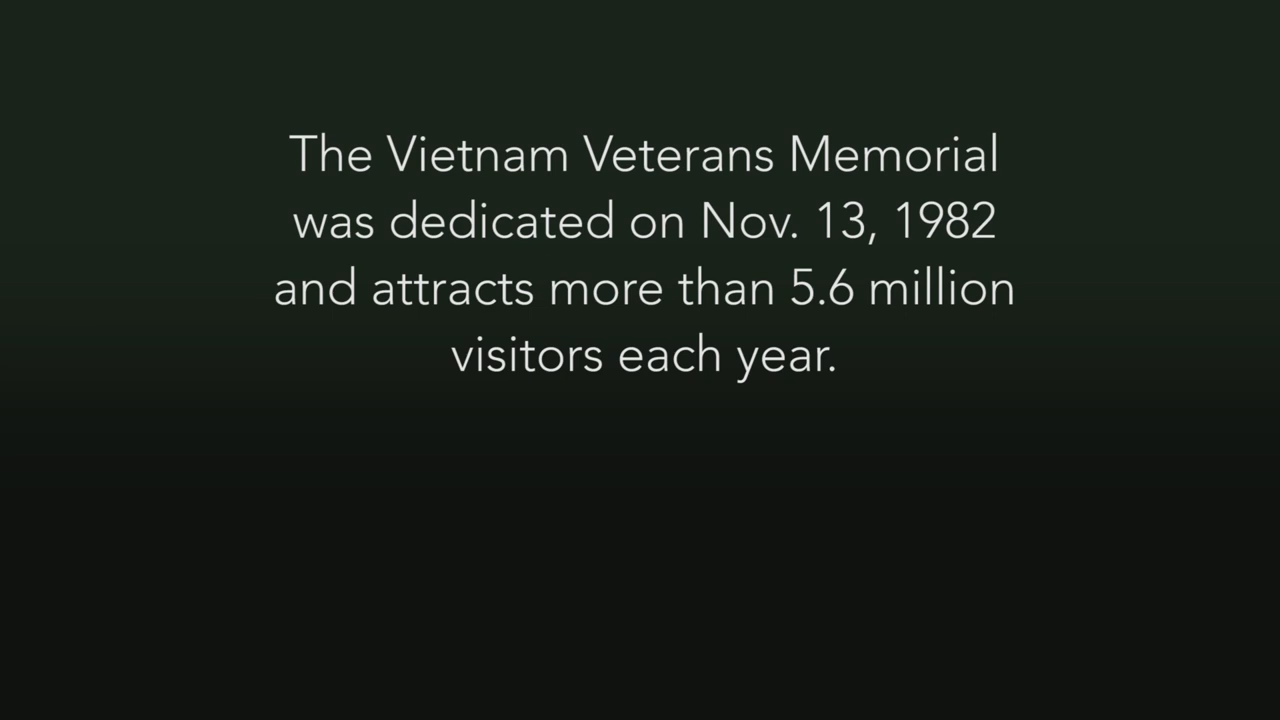 The Vietnam Veterans Memorial
was dedicated on Nov. 13, 1982
and attracts more than 5.6 million
visitors each year.